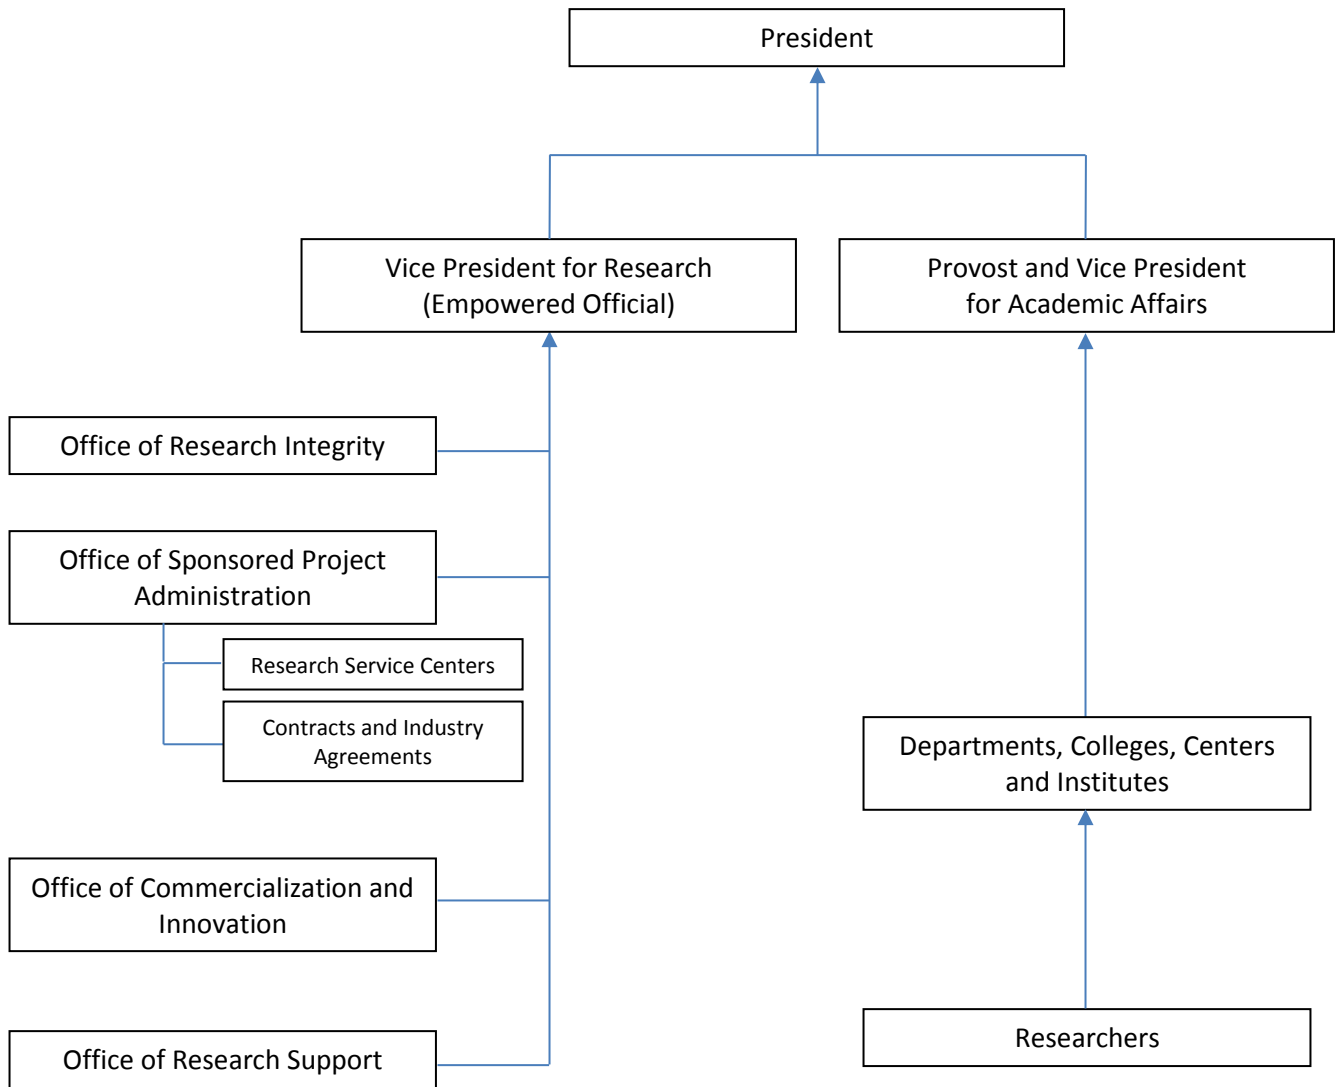 President
Vice President for Research
(Empowered Official)
Provost and Vice President
for Academic Affairs
Office of Research Integrity
Office of Sponsored Project
Administration
Research Service Centers
Contracts and Industry
Agreements
Departments, Colleges, Centers
and Institutes
Office of Commercialization and
Innovation
Researchers
Office of Research Support